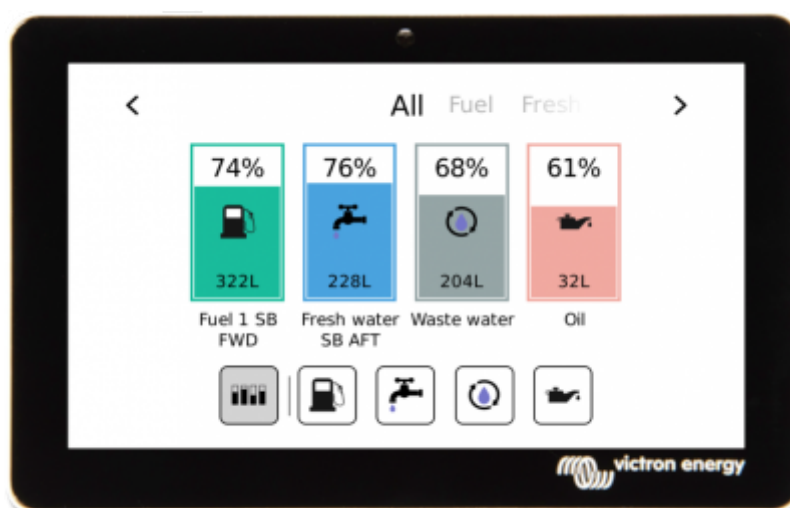 < All Fuel Fresh >
74% 76% 68% 61%
322L 228L 204L 32L
Fuel 1 SB FWD Fresh water SB AFT Waste water Oil
victron energy